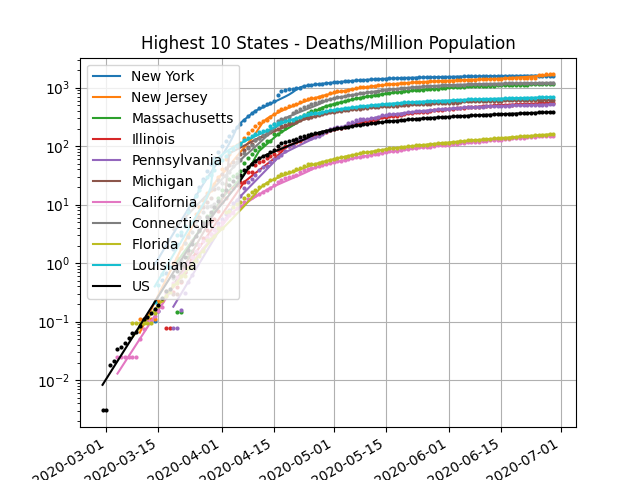 Highest 10 States - Deaths/Million Population
10³
10²
10¹
10⁰
10⁻¹
10⁻²
New York
New Jersey
Massachusetts
Illinois
Pennsylvania
Michigan
California
Connecticut
Florida
Louisiana
US
2020-03-01
2020-03-15
2020-04-01
2020-04-15
2020-05-01
2020-05-15
2020-06-01
2020-06-15
2020-07-01